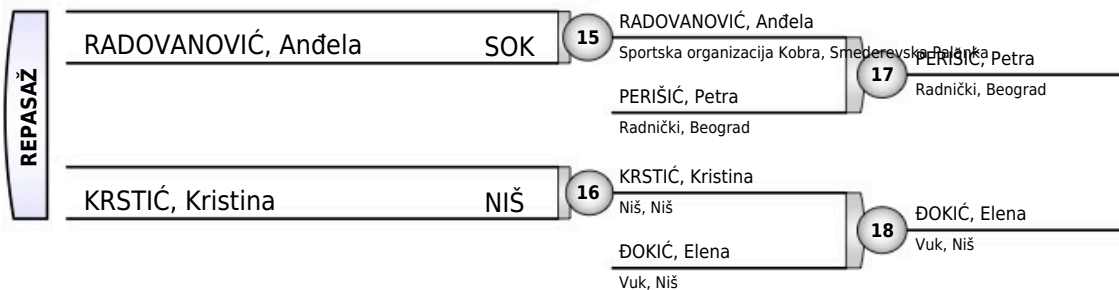 REPASAŽ
RADOVANOVIĆ, Anđela SOK
15
RADOVANOVIĆ, Anđela
Sportska organizacija Kobra, Smederevska Palanka
PERIŠIĆ, Petra
Radnički, Beograd
17
PERIŠIĆ, Petra
Radnički, Beograd
KRSTIĆ, Kristina NIŠ
16
KRSTIĆ, Kristina
Niš, Niš
ĐOKIĆ, Elena
Vuk, Niš
18
ĐOKIĆ, Elena
Vuk, Niš